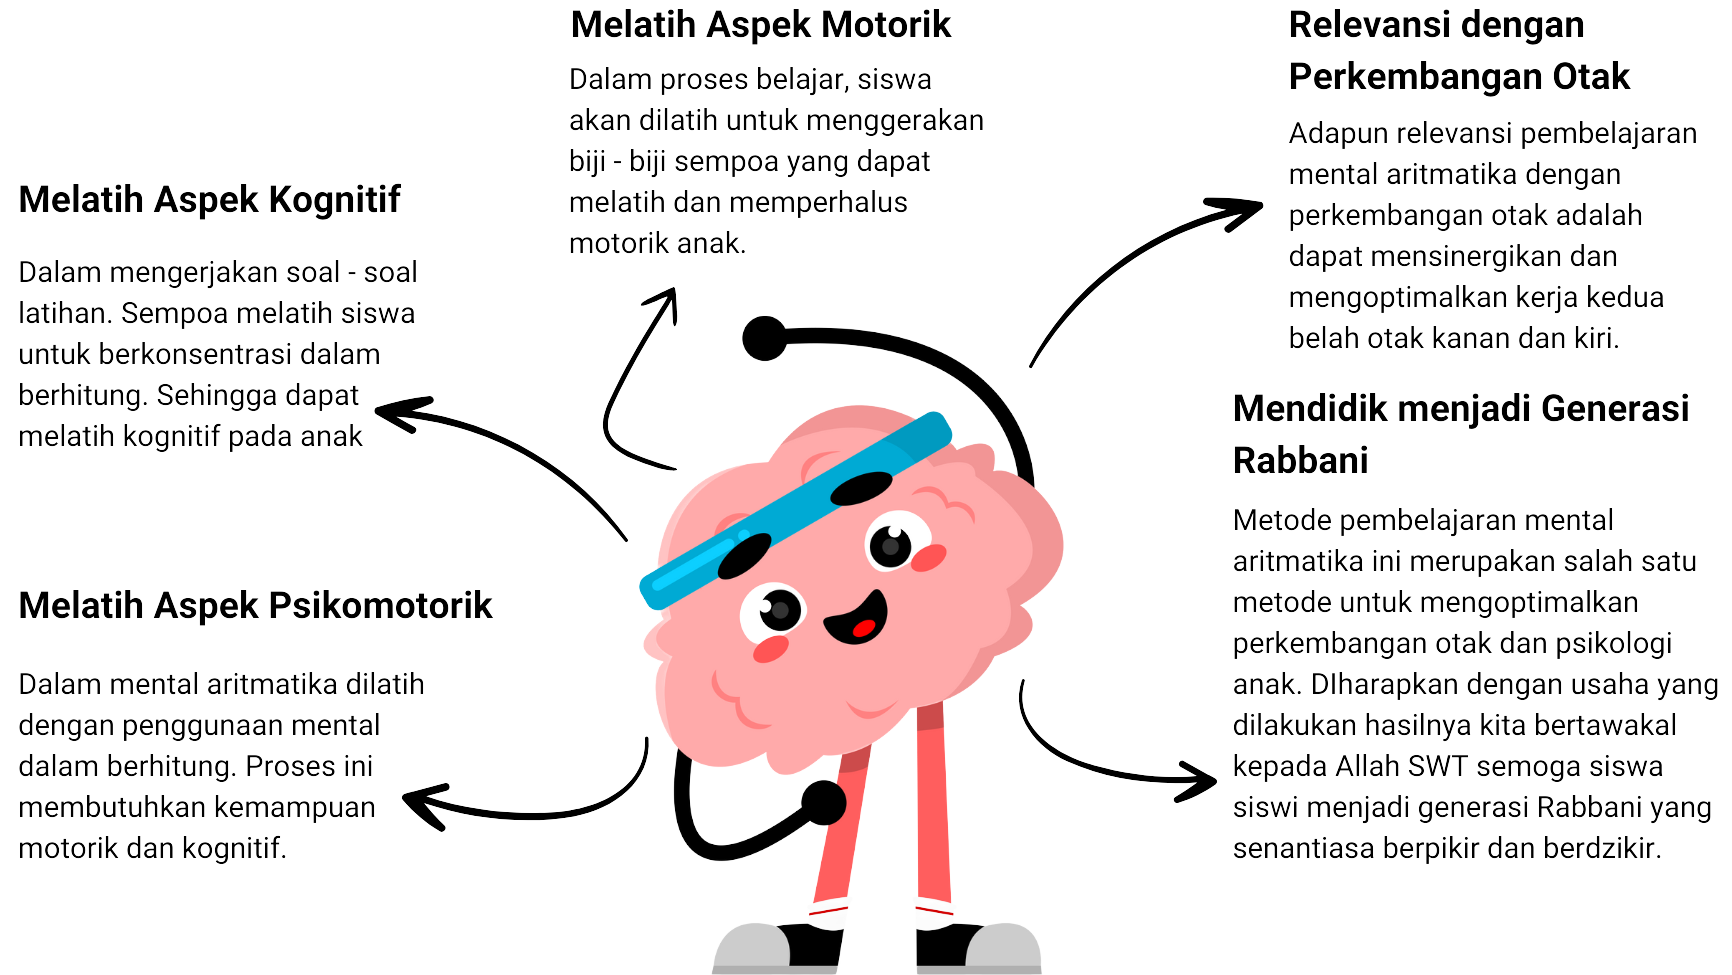 Melatih Aspek Motorik
Dalam proses belajar, siswa
akan dilatih untuk menggerakan
biji - biji sempoa yang dapat
melatih dan memperhalus
motorik anak.
Relevansi dengan
Perkembangan Otak
Adapun relevansi pembelajaran
mental aritmatika dengan
perkembangan otak adalah
dapat mensinergikan dan
mengoptimalkan kerja kedua
belah otak kanan dan kiri.
Melatih Aspek Kognitif
Dalam mengerjakan soal - soal
latihan. Sempoa melatih siswa
untuk berkonsentrasi dalam
berhitung. Sehingga dapat
melatih kognitif pada anak
Mendidik menjadi Generasi
Rabbani
Metode pembelajaran mental
aritmatika ini merupakan salah satu
metode untuk mengoptimalkan
perkembangan otak dan psikologi
anak. DIharapkan dengan usaha yang
dilakukan hasilnya kita bertawakal
kepada Allah SWT semoga siswa
siswi menjadi generasi Rabbani yang
senantiasa berpikir dan berdzikir.
Melatih Aspek Psikomotorik
Dalam mental aritmatika dilatih
dengan penggunaan mental
dalam berhitung. Proses ini
membutuhkan kemampuan
motorik dan kognitif.